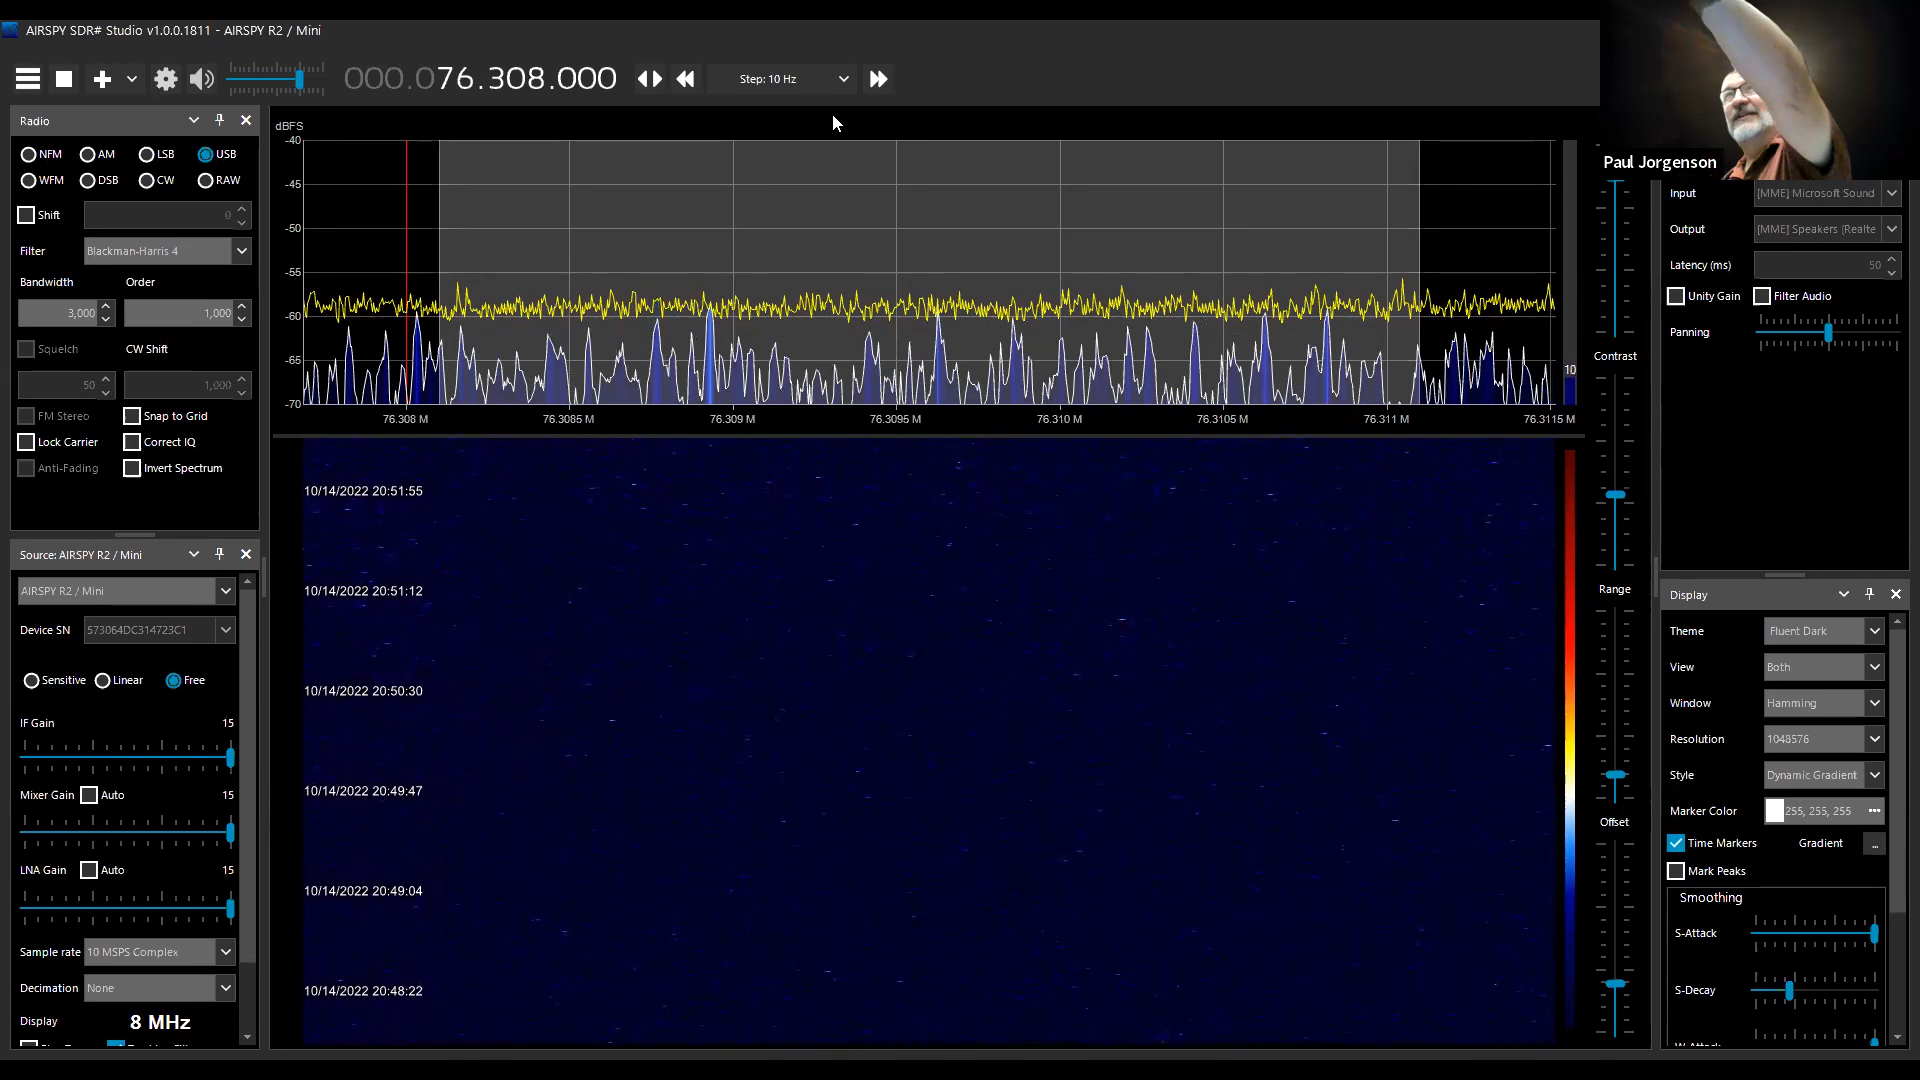 AIRSPY SDR# Studio v1.0.0.1811 - AIRSPY R2 / Mini
000.076.308.000
Step: 10 Hz
Paul Jorgenson
Radio
NFM AM LSB USB
WFM DSB CW RAW
Shift 0
Filter Blackman-Harris 4
Bandwidth Order
3,000 1,000
Squelch CW Shift
50 1,000
FM Stereo Snap to Grid
Lock Carrier Correct IQ
Anti-Fading Invert Spectrum
Source: AIRSPY R2 / Mini
AIRSPY R2 / Mini
Device SN 573064DC314723C1
Sensitive Linear Free
IF Gain 15
Mixer Gain Auto 15
LNA Gain Auto 15
Sample rate 10 MSPS Complex
Decimation None
Display 8 MHz
dBFS
-40
-45
-50
-55
-60
-65
-70
10
76.308 M 76.3085 M 76.309 M 76.3095 M 76.310 M 76.3105 M 76.311 M 76.3115 M
10/14/2022 20:51:55
10/14/2022 20:51:12
10/14/2022 20:50:30
10/14/2022 20:49:47
10/14/2022 20:49:04
10/14/2022 20:48:22
Contrast
Range
Offset
Input [MME] Microsoft Sound
Output [MME] Speakers (Realte
Latency (ms) 50
Unity Gain Filter Audio
Panning
Display
Theme Fluent Dark
View Both
Window Hamming
Resolution 1048576
Style Dynamic Gradient
Marker Color 255, 255, 255 •••
Time Markers Gradient ...
Mark Peaks
Smoothing
S-Attack
S-Decay